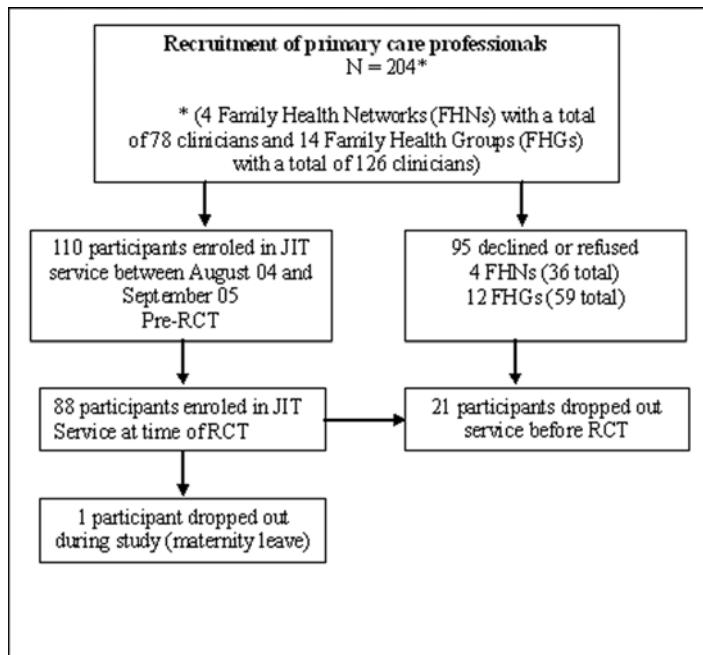 Recruitment of primary care professionals
N = 204*
* (4 Family Health Networks (FHNs) with a total
of 78 clinicians and 14 Family Health Groups (FHGs)
with a total of 126 clinicians)
110 participants enroled in JIT
service between August 04 and
September 05
Pre-RCT
95 declined or refused
4 FHNs (36 total)
12 FHGs (59 total)
88 participants enroled in JIT
Service at time of RCT
21 participants dropped out
service before RCT
1 participant dropped out
during study (maternity leave)